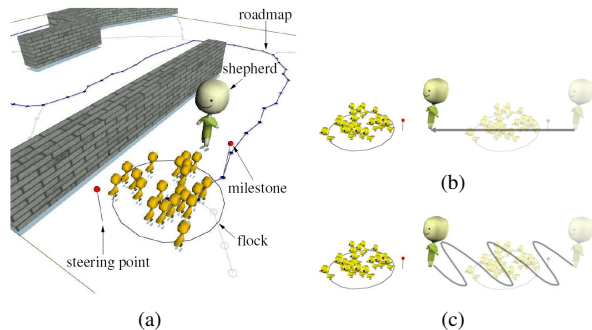 roadmap
shepherd
milestone
flock
steering point
(a)
(b)
(c)